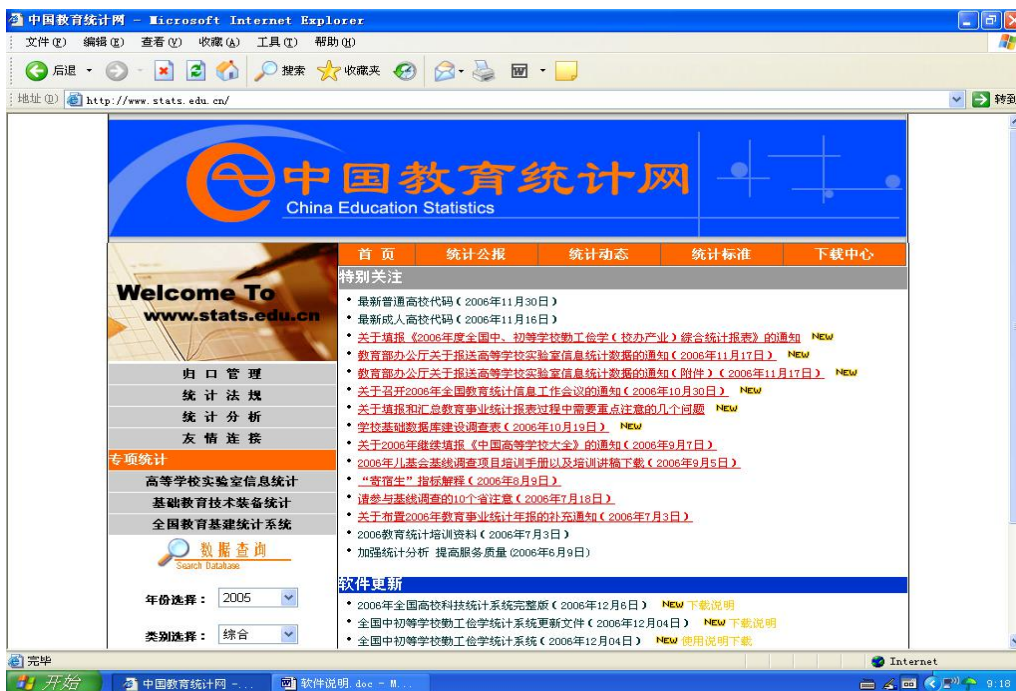 中国教育统计网 - Microsoft Internet Explorer
文件(F) 编辑(E) 查看(V) 收藏(A) 工具(T) 帮助(H)
后退 搜索 收藏夹
地址(D) http://www.stats.edu.cn/ 转到
中国教育统计网
China Education Statistics
Welcome To
www.stats.edu.cn
首 页 统计公报 统计动态 统计标准 下载中心
特别关注
• 最新普通高校代码(2006年11月30日)
• 最新成人高校代码(2006年11月16日)
• 关于填报《2006年度全国中、初等学校勤工俭学(校办产业)综合统计报表》的通知 NEW
• 教育部办公厅关于报送高等学校实验室信息统计数据的通知(2006年11月17日) NEW
• 教育部办公厅关于报送高等学校实验室信息统计数据的通知(附件)(2006年11月17日) NEW
• 关于召开2006年全国教育统计信息工作会议的通知(2006年10月30日) NEW
• 关于填报和汇总教育事业统计报表过程中需要重点注意的几个问题 NEW
• 学校基础数据库建设调查表(2006年10月19日) NEW
• 关于2006年继续填报《中国高等学校大全》的通知(2006年9月7日)
• 2006年儿基会基线调查项目培训手册以及培训讲稿下载(2006年9月5日)
• “寄宿生”指标解释(2006年8月9日)
• 请参与基线调查的10个省注意(2006年7月18日)
• 关于布置2006年教育事业统计年报的补充通知(2006年7月3日)
• 2006教育统计培训资料(2006年7月3日)
• 加强统计分析 提高服务质量(2006年6月9日)
软件更新
• 2006年全国高校科技统计系统完整版(2006年12月6日) NEW 下载说明
• 全国中初等学校勤工俭学统计系统更新文件(2006年12月04日) NEW 下载说明
• 全国中初等学校勤工俭学统计系统(2006年12月04日) NEW 使用说明下载
归 口 管 理
统 计 法 规
统 计 分 析
友 情 连 接
专项统计
高等学校实验室信息统计
基础教育技术装备统计
全国教育基建统计系统
数据查询
Search Database
年份选择: 2005
类别选择: 综合
完毕 Internet
开始 中国教育统计网 -... 软件说明.doc - M... 9:18